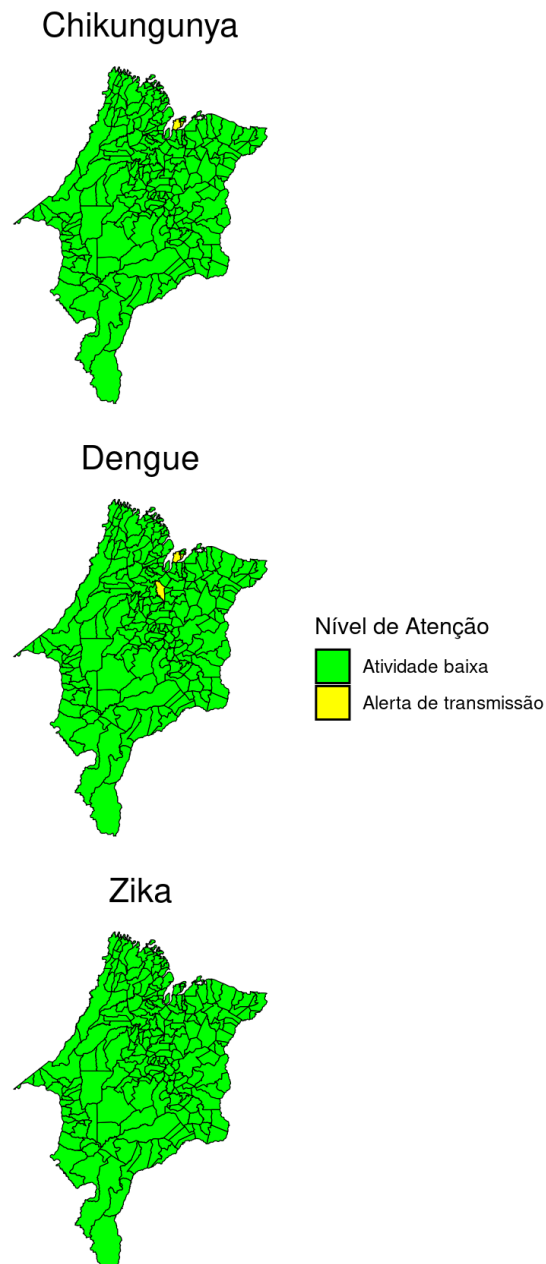 Chikungunya
Dengue
Nível de Atenção
Atividade baixa
Alerta de transmissão
Zika